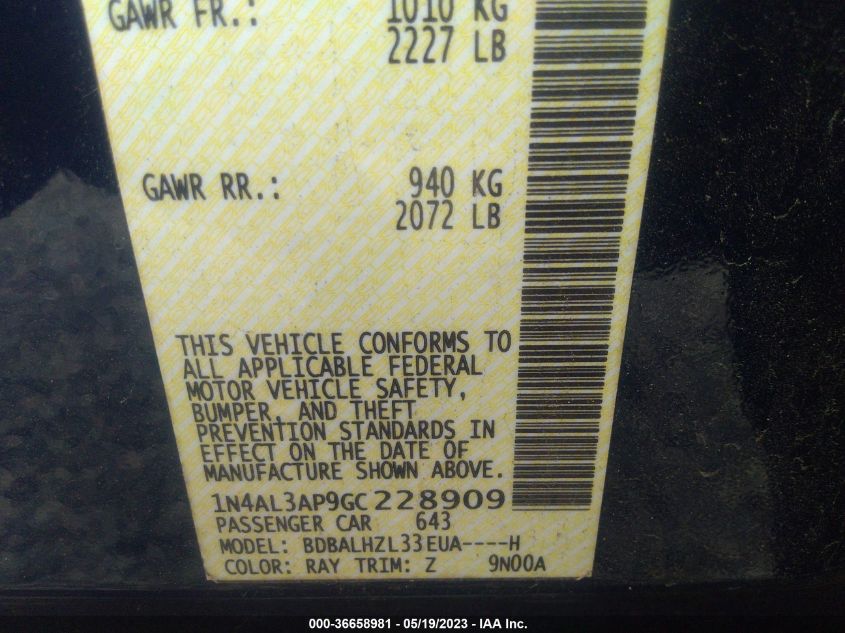 GAWR FR.: 1010 KG
2227 LB
GAWR RR.: 940 KG
2072 LB
THIS VEHICLE CONFORMS TO
ALL APPLICABLE FEDERAL
MOTOR VEHICLE SAFETY,
BUMPER, AND THEFT
PREVENTION STANDARDS IN
EFFECT ON THE DATE OF
MANUFACTURE SHOWN ABOVE.
1N4AL3AP9GC228909
PASSENGER CAR 643
MODEL: BDBALHZL33EUA----H
COLOR: RAY TRIM: Z 9N00A
000-36658981 - 05/19/2023 - IAA Inc.